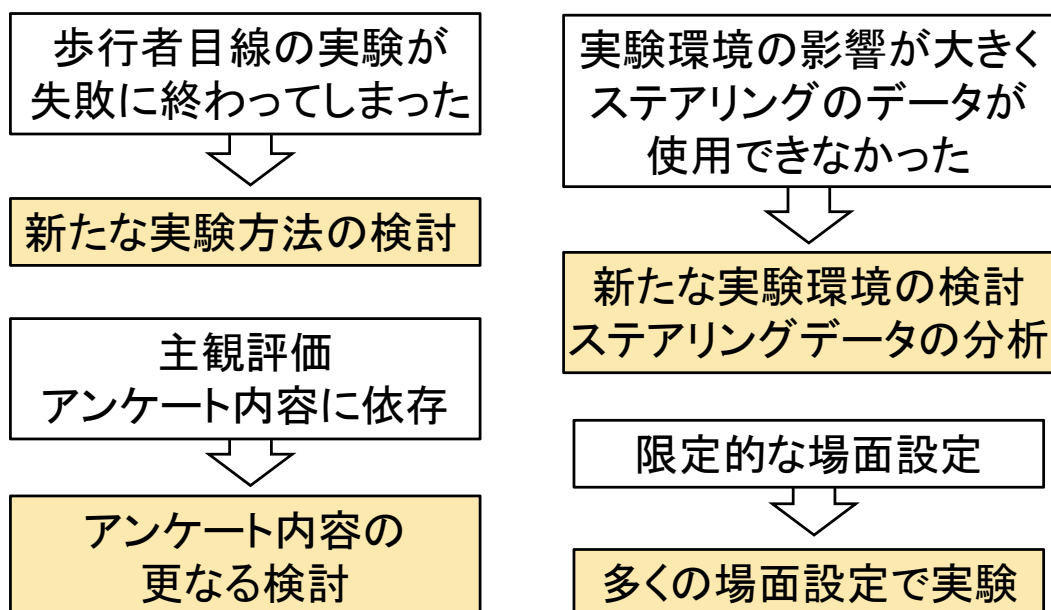 歩行者目線の実験が
失敗に終わってしまった
新たな実験方法の検討
主観評価
アンケート内容に依存
アンケート内容の
更なる検討
実験環境の影響が大きく
ステアリングのデータが
使用できなかった
新たな実験環境の検討
ステアリングデータの分析
限定的な場面設定
多くの場面設定で実験